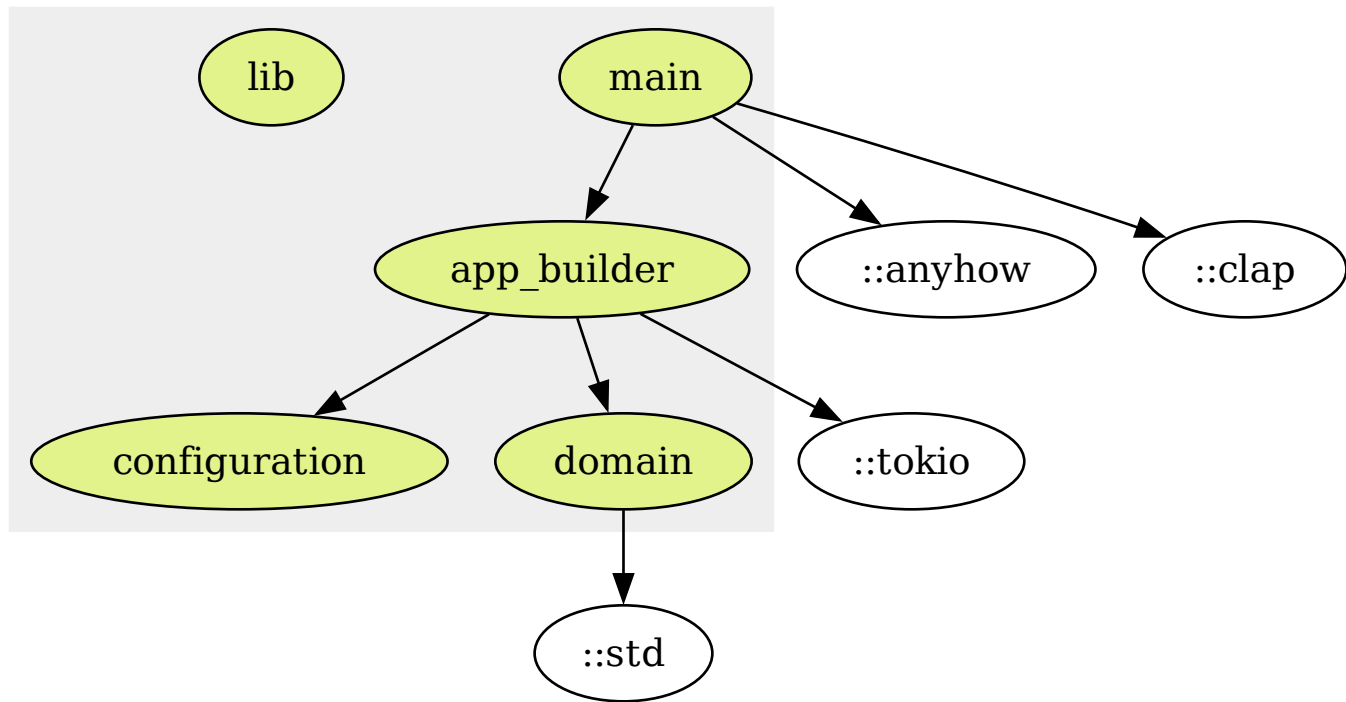 lib
main
app_builder
::anyhow
::clap
configuration
domain
::tokio
::std